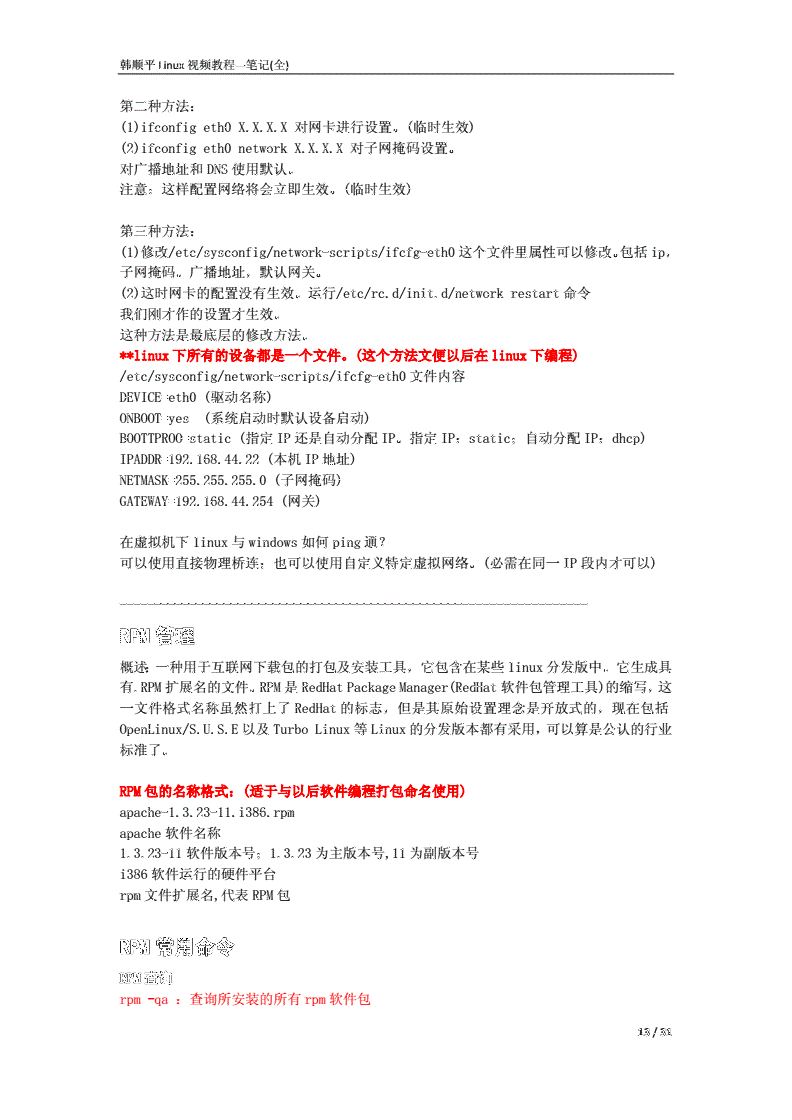 韩顺平 linux 视频教程—笔记(全)
第二种方法：
(1)ifconfig eth0 X.X.X.X 对网卡进行设置。(临时生效)
(2)ifconfig eth0 network X.X.X.X 对子网掩码设置。
对广播地址和 DNS 使用默认。
注意：这样配置网络将会立即生效。(临时生效)
第三种方法：
(1)修改/etc/sysconfig/network-scripts/ifcfg-eth0 这个文件里属性可以修改。包括 ip，
子网掩码。广播地址，默认网关。
(2)这时网卡的配置没有生效。运行/etc/rc.d/init.d/network restart 命令
我们刚才作的设置才生效。
这种方法是最底层的修改方法。
**linux 下所有的设备都是一个文件。(这个方法文便以后在 linux 下编程)
/etc/sysconfig/network-scripts/ifcfg-eth0 文件内容
DEVICE :eth0 (驱动名称)
ONBOOT :yes  (系统启动时默认设备启动)
BOOTTPROO :static (指定 IP 还是自动分配 IP。指定 IP：static；自动分配 IP：dhcp)
IPADDR :192.168.44.22 (本机 IP 地址)
NETMASK :255.255.255.0 (子网掩码)
GATEWAY :192.168.44.254 (网关)
在虚拟机下 linux 与 windows 如何 ping 通？
可以使用直接物理桥连；也可以使用自定义特定虚拟网络。(必需在同一 IP 段内才可以)
RPM 管理
概述：一种用于互联网下载包的打包及安装工具，它包含在某些 linux 分发版中。它生成具
有.RPM 扩展名的文件。RPM 是 RedHat Package Manager(RedHat 软件包管理工具)的缩写，这
一文件格式名称虽然打上了 RedHat 的标志，但是其原始设置理念是开放式的，现在包括
OpenLinux/S.U.S.E 以及 Turbo Linux 等 Linux 的分发版本都有采用，可以算是公认的行业
标准了。
RPM 包的名称格式：(适于与以后软件编程打包命名使用)
apache-1.3.23-11.i386.rpm
apache 软件名称
1.3.23-11 软件版本号；1.3.23 为主版本号,11 为副版本号
i386 软件运行的硬件平台
rpm 文件扩展名,代表 RPM 包
RPM 常用命令
RPM 查询
rpm -qa ：查询所安装的所有 rpm 软件包